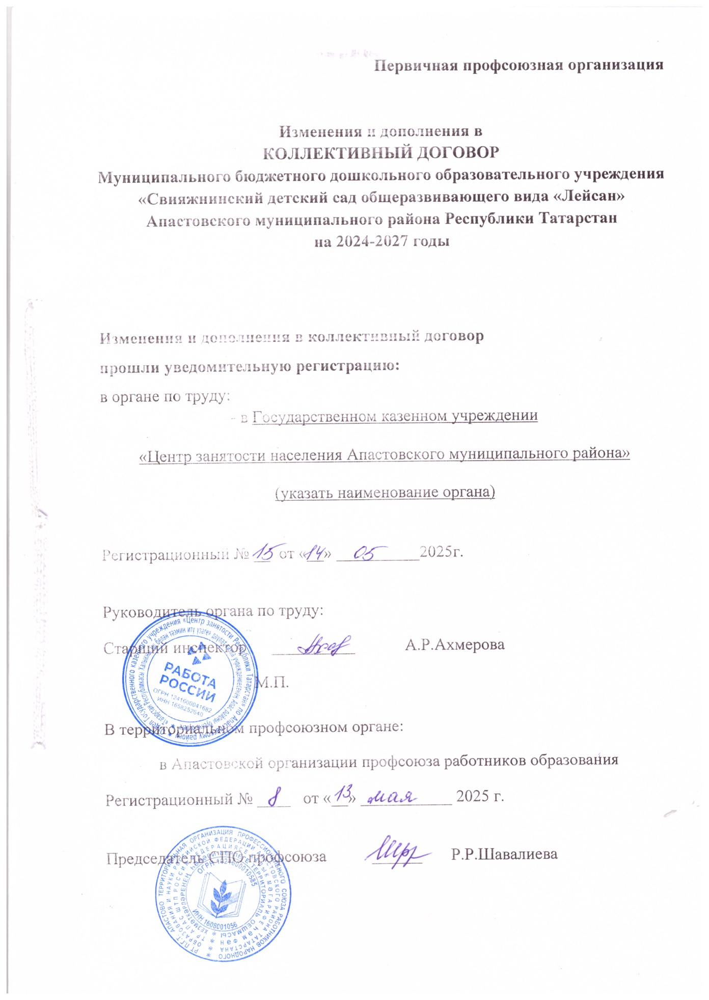 Первичная профсоюзная организация
Изменения и дополнения в
КОЛЛЕКТИВНЫЙ ДОГОВОР
Муниципального бюджетного дошкольного образовательного учреждения
«Свияжнинский детский сад общеразвивающего вида «Лейсан»
Апастовского муниципального района Республики Татарстан
на 2024-2027 годы
Изменения и дополнения в коллективный договор
прошли уведомительную регистрацию:
в органе по труду:
- в Государственном казенном учреждении
«Центр занятости населения Апастовского муниципального района»
(указать наименование органа)
Регистрационный № 15 от «14» 05 2025г.
Руководитель органа по труду:
Старший инспектор А.Р.Ахмерова
М.П.
РАБОТА
РОССИИ
ОГРН 1241600041682
ИНН 1658252640
В территориальном профсоюзном органе:
в Апастовской организации профсоюза работников образования
Регистрационный № 8 от «13» мая 2025 г.
Председатель СПО профсоюза Р.Р.Шавалиева
ОГРН 1421600010585
ИНН 1608001056